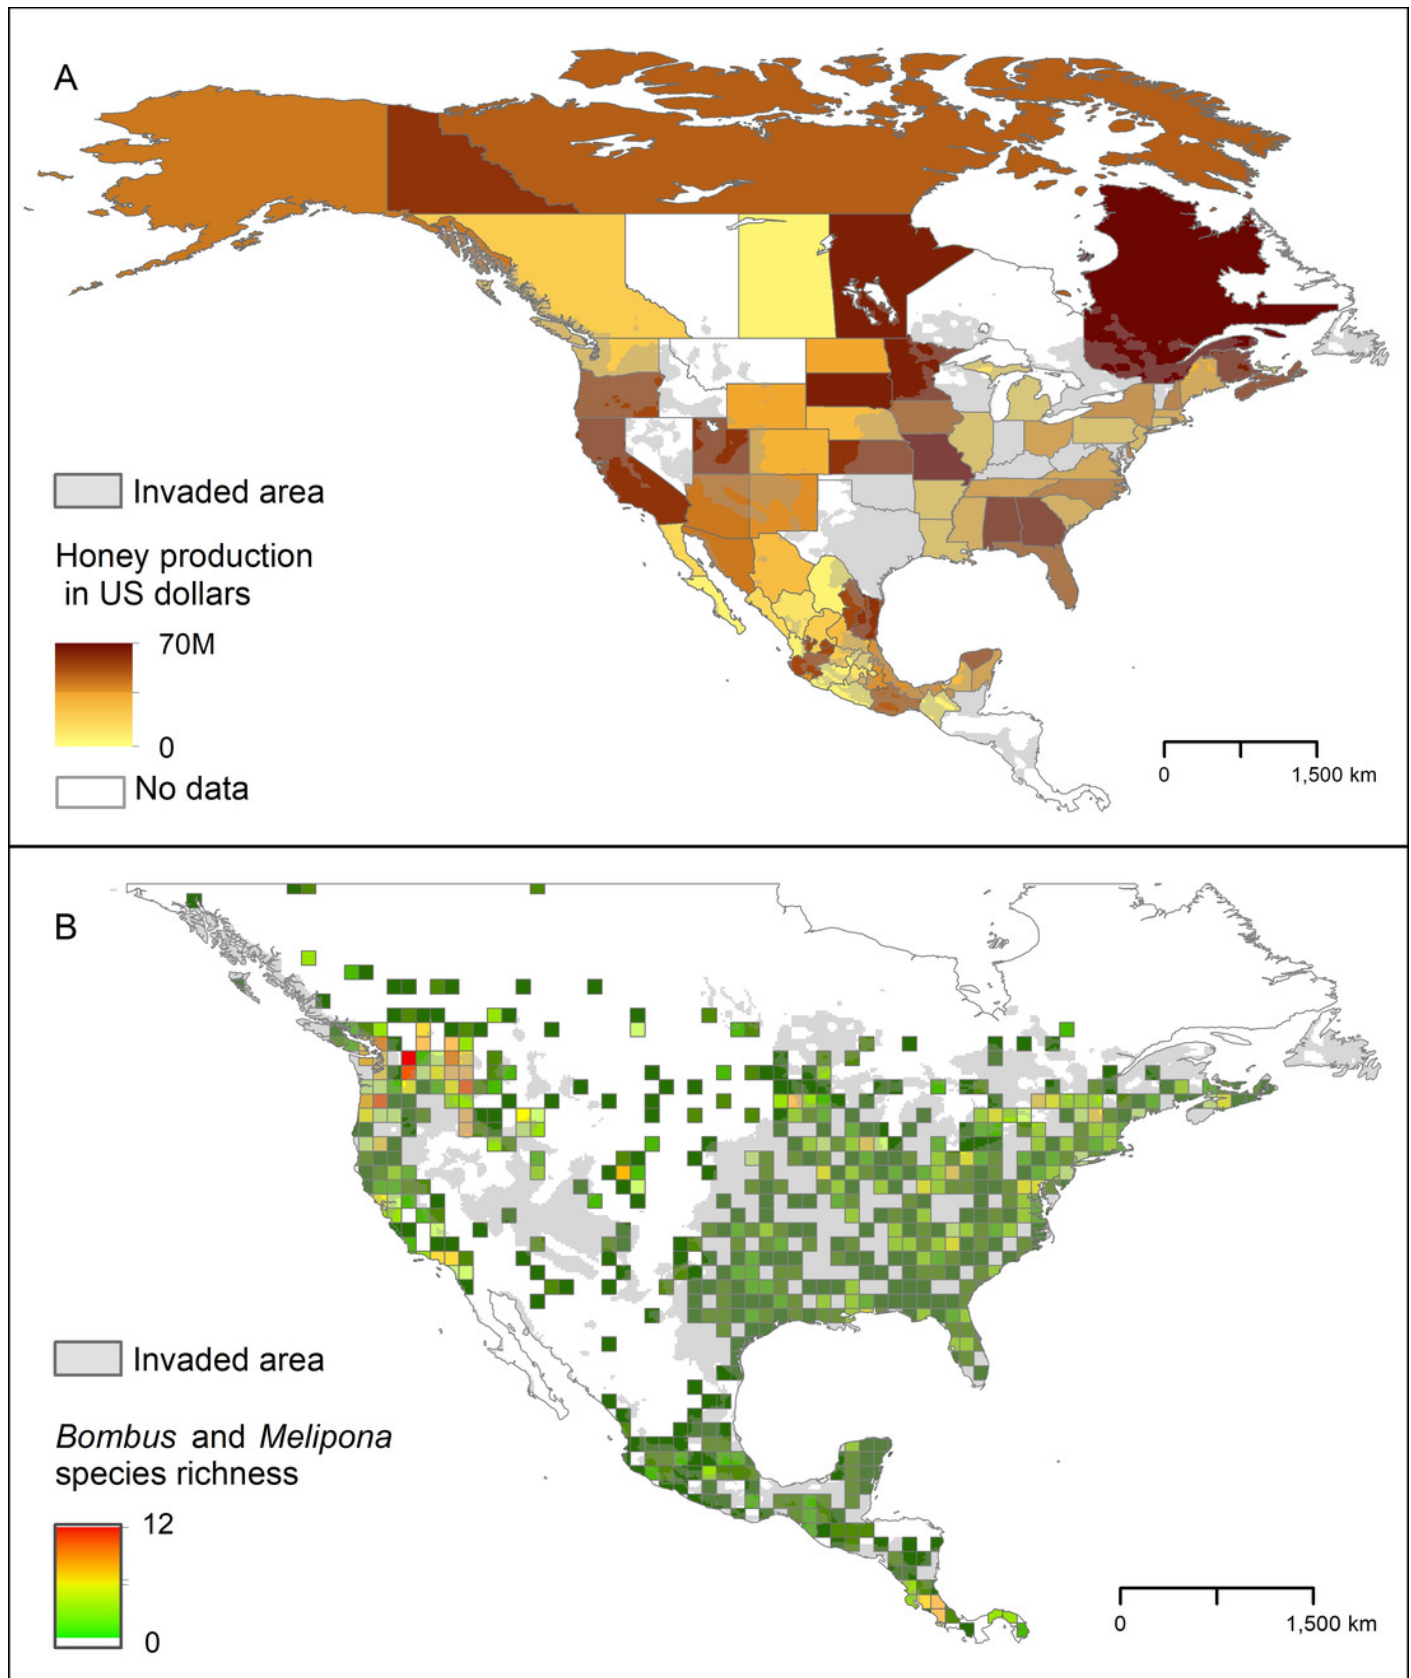 A
Invaded area
Honey production
in US dollars
70M
0
No data
0 1,500 km
B
Invaded area
Bombus and Melipona
species richness
12
0
0 1,500 km